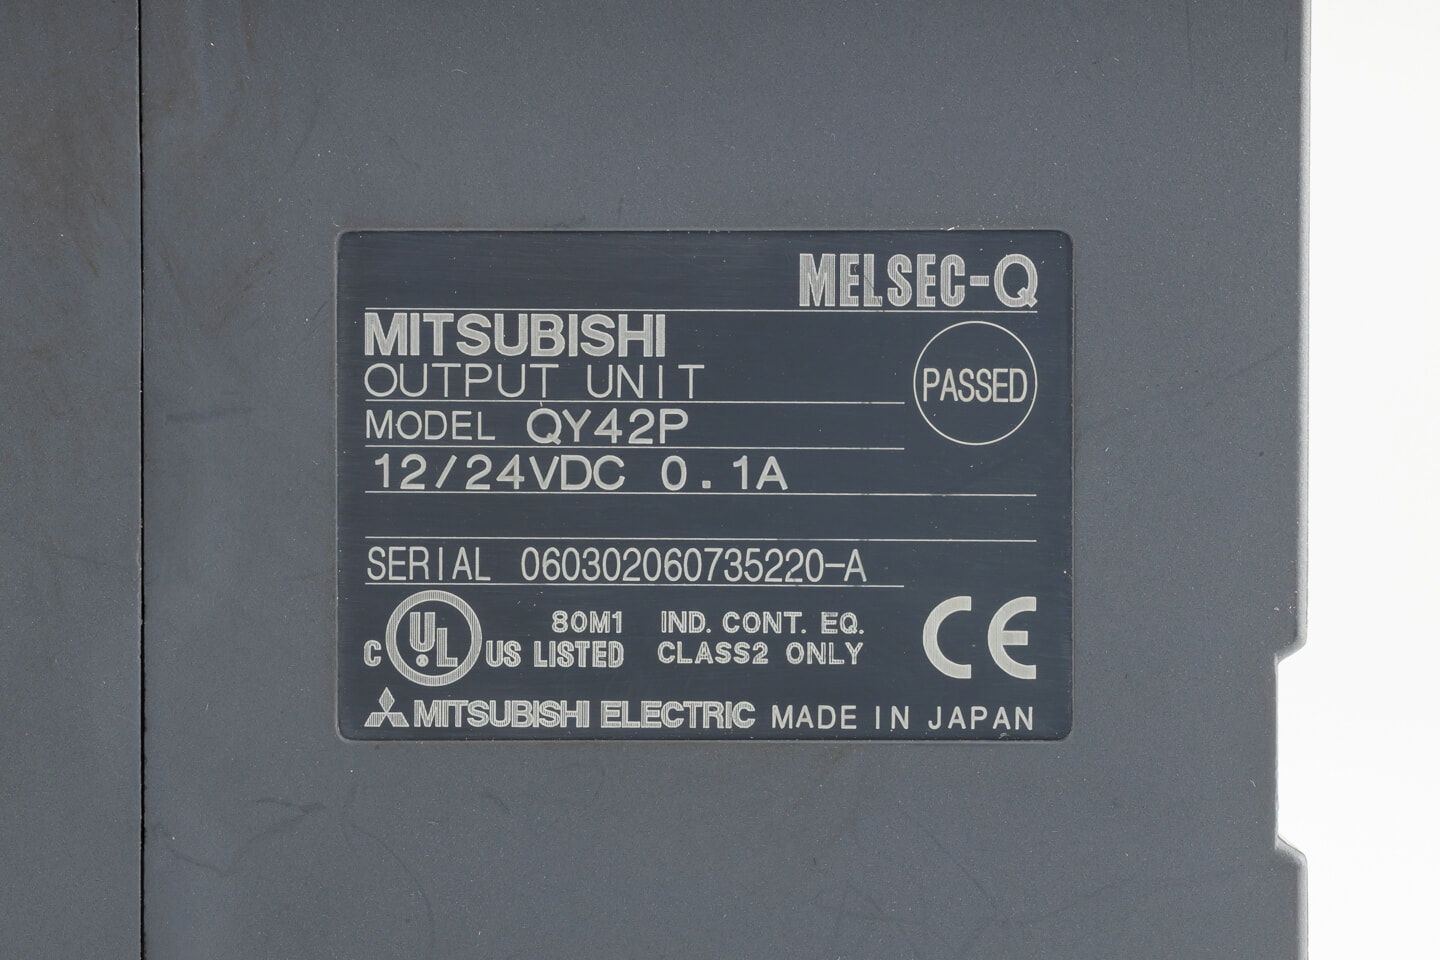 MELSEC-Q
MITSUBISHI
OUTPUT UNIT
PASSED
MODEL QY42P
12/24VDC 0.1A
SERIAL 060302060735220-A
C UL US LISTED 80M1 IND. CONT. EQ.
CLASS2 ONLY
CE
MITSUBISHI ELECTRIC MADE IN JAPAN